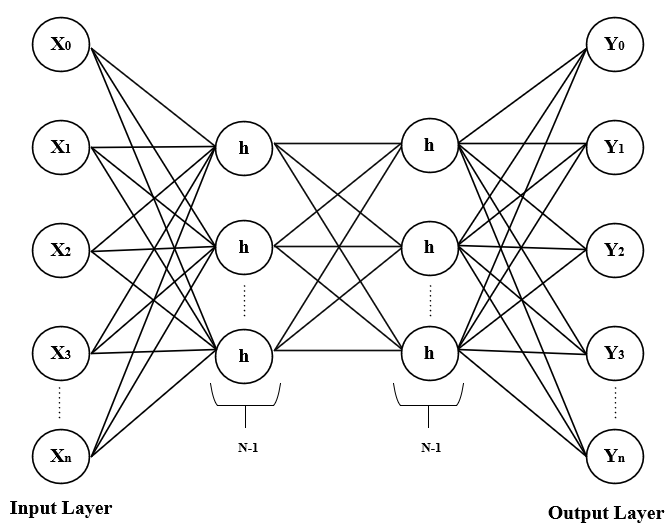 X0
Y0
X1
h
h
Y1
X2
h
h
Y2
X3
h
h
Y3
Xn
N-1
N-1
Yn
Input Layer
Output Layer